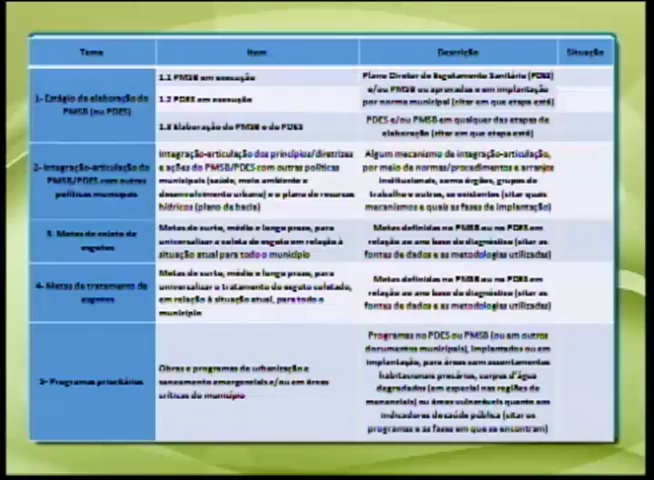 Tema Item Descrição Situação
1- Estágio da elaboração do
PMSB (ou PDES)
1.1 PMSB em execução
1.2 PDES em execução
1.3 Elaboração do PMSB e do PDES
Plano Diretor de Esgotamento Sanitário (PDES)
e/ou PMSB ou aprovados e em implantação
por norma municipal (citar em que etapa está)
PDES e/ou PMSB em qualquer das etapas de
elaboração (citar em que etapa está)
2- Integração-articulação do
PMSB/PDES com outras
políticas municipais
Integração-articulação dos princípios/diretrizes
e ações do PMSB/PDES com outras políticas
municipais (saúde, meio ambiente e
desenvolvimento urbano) e o plano de recursos
hídricos (plano de bacia)
Algum mecanismo de integração-articulação,
por meio de normas/procedimentos e arranjos
institucionais, como órgãos, grupos de
trabalho e outros, se existentes (citar quais
mecanismos e quais as fases de implantação)
3. Metas de coleta de
esgotos
Metas de curto, médio e longo prazo, para
universalizar a coleta de esgoto em relação à
situação atual para todo o município
Metas definidas no PMSB ou no PDES em
relação ao ano base do diagnóstico (citar as
fontes de dados e as metodologias utilizadas)
4- Metas de tratamento de
esgotos
Metas de curto, médio e longo prazo, para
universalizar o tratamento do esgoto coletado,
em relação à situação atual, para todo o
município
Metas definidas no PMSB ou no PDES em
relação ao ano base do diagnóstico (citar as
fontes de dados e as metodologias utilizadas)
5- Programas prioritários
Obras e programas de urbanização e
saneamento emergenciais e/ou em áreas
críticas do município
Programas no PDES ou PMSB (ou em outros
documentos municipais), implantados ou em
implantação, para áreas com assentamentos
habitacionais precários, corpos d'água
degradados (em especial nas regiões de
mananciais) ou áreas vulneráveis quanto aos
indicadores de saúde pública (citar os
programas e as fases em que se encontram)